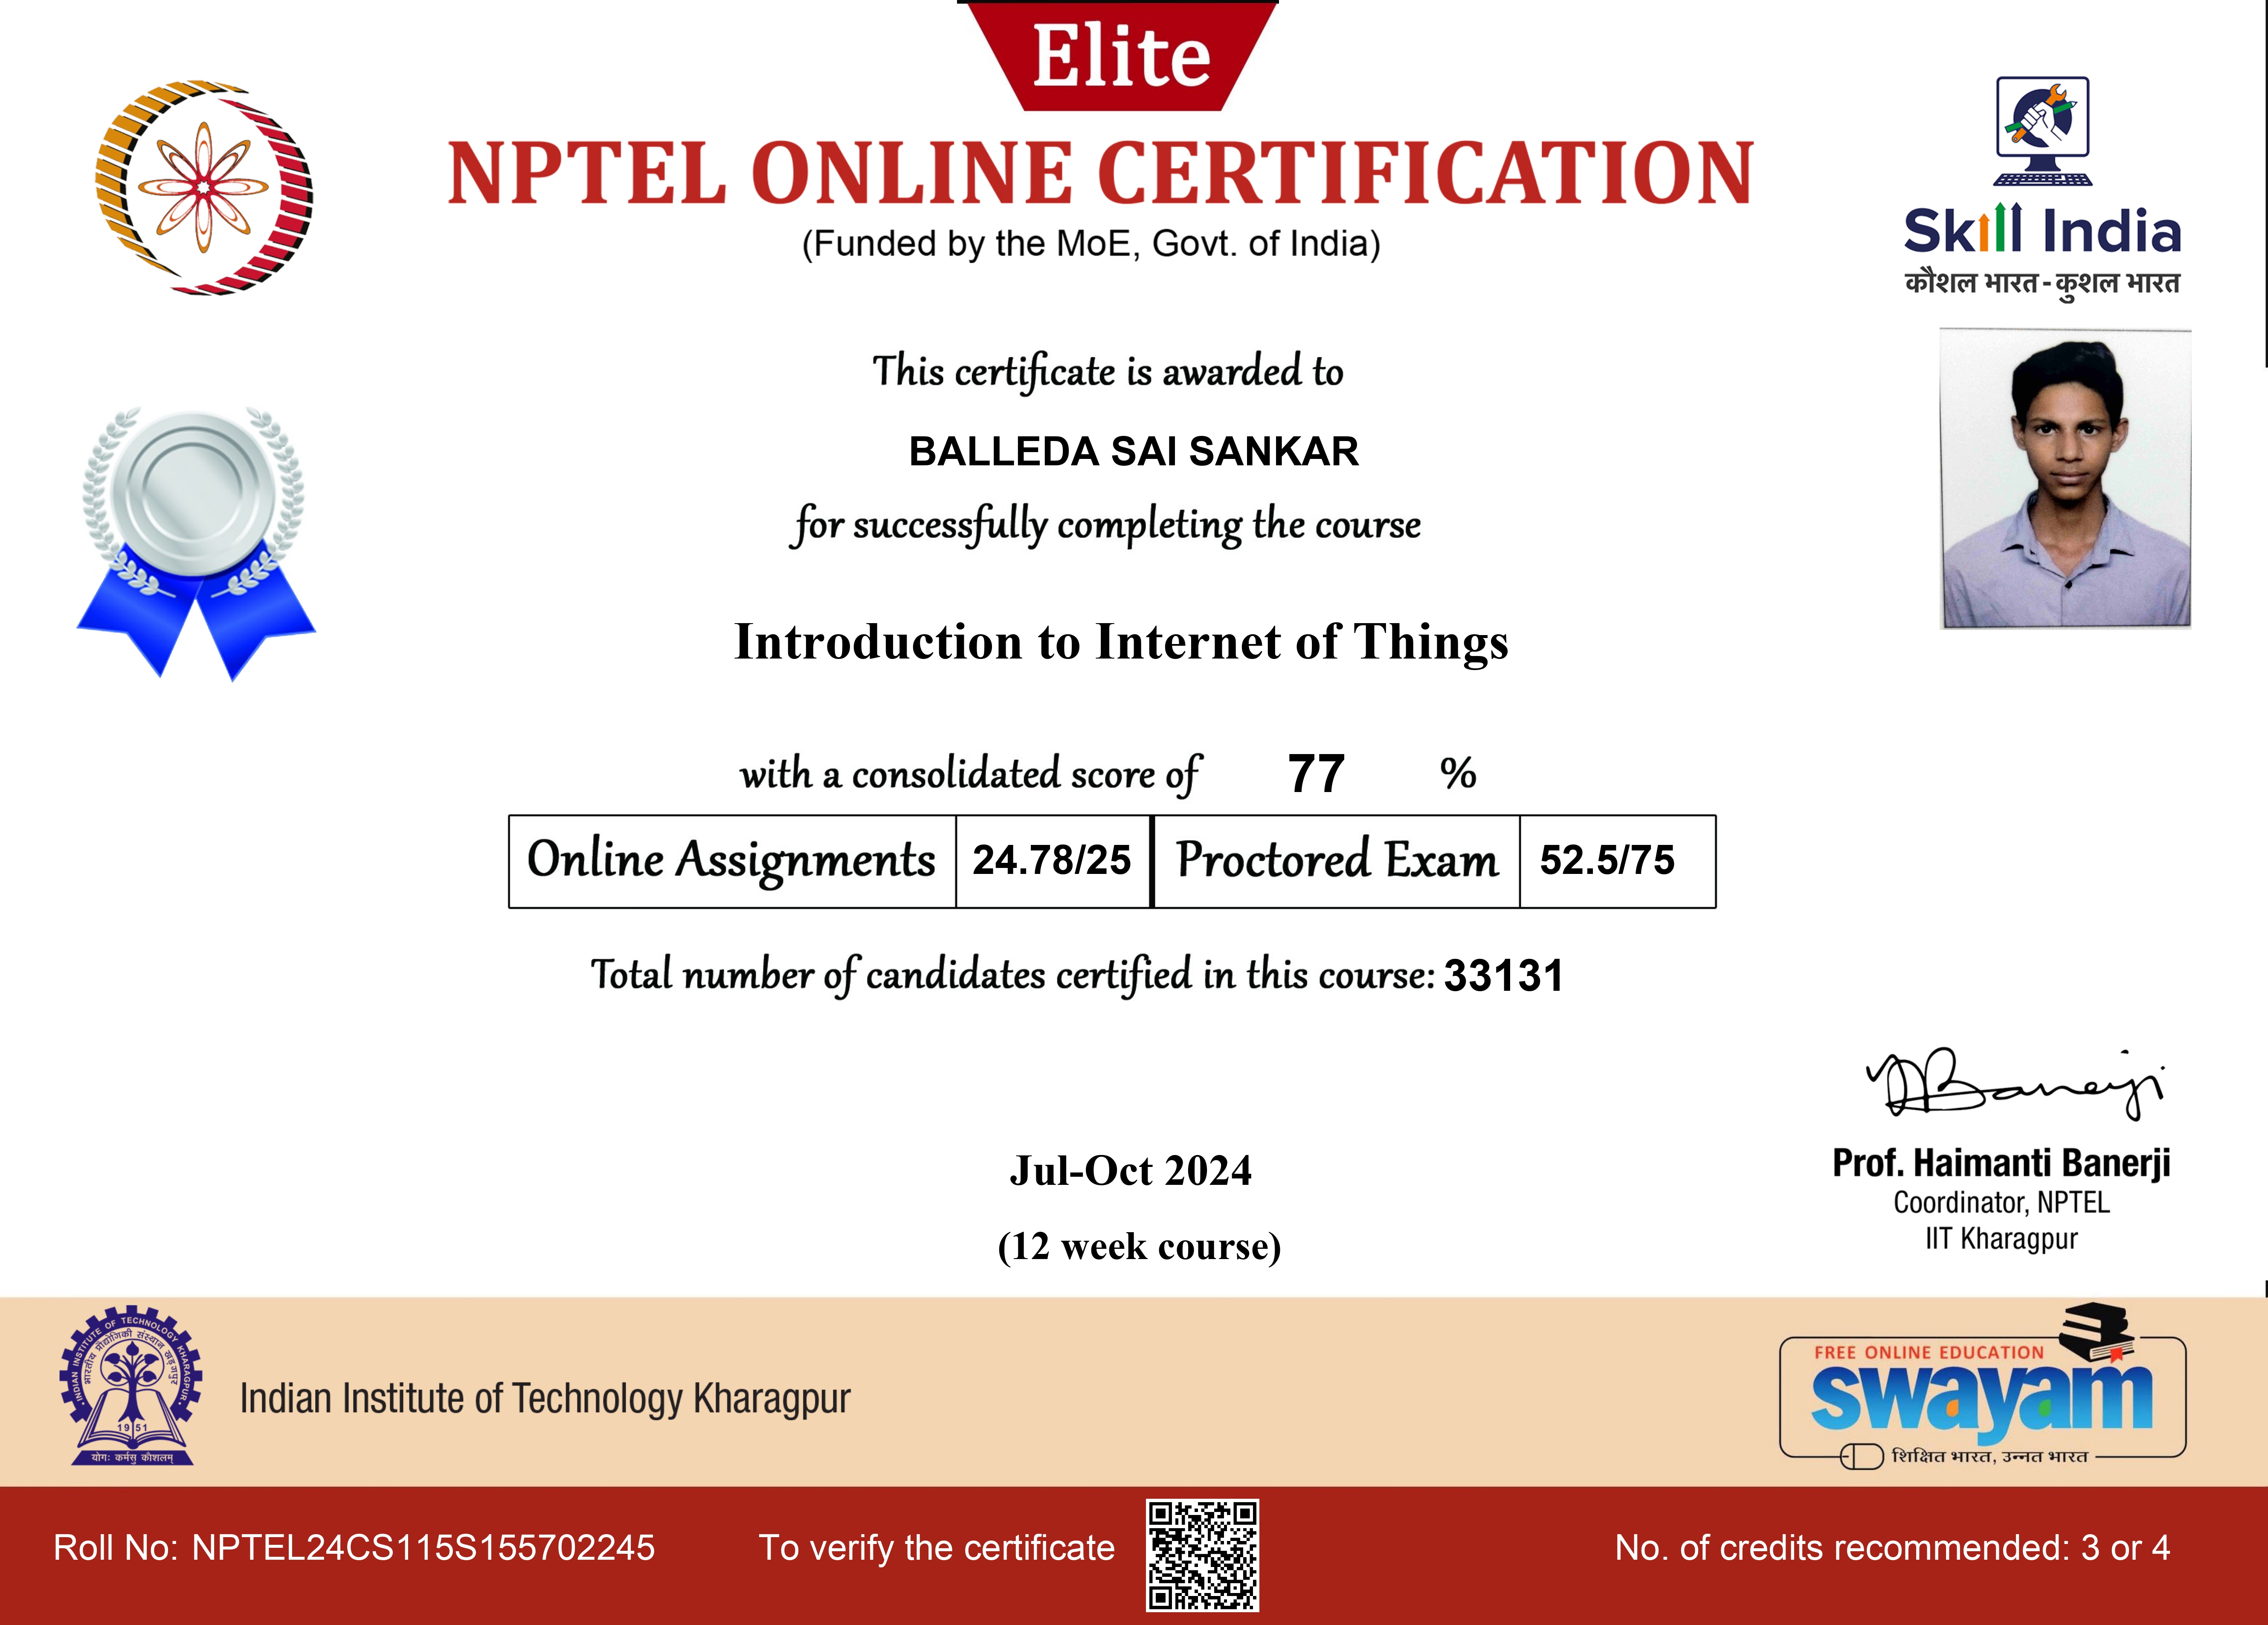 Elite
NPTEL ONLINE CERTIFICATION
(Funded by the MoE, Govt. of India)
Skill India
कौशल भारत - कुशल भारत
This certificate is awarded to
BALLEDA SAI SANKAR
for successfully completing the course
Introduction to Internet of Things
with a consolidated score of 77 %
Online Assignments 24.78/25 Proctored Exam 52.5/75
Total number of candidates certified in this course: 33131
Banerji
Prof. Haimanti Banerji
Coordinator, NPTEL
IIT Kharagpur
Jul-Oct 2024
(12 week course)
INDIAN INSTITUTE OF TECHNOLOGY KHARAGPUR
भारतीय प्रौद्योगिकी संस्थान खड़गपुर
1951
योगः कर्मसु कौशलम्
Indian Institute of Technology Kharagpur
FREE ONLINE EDUCATION
swayam
शिक्षित भारत, उन्नत भारत
Roll No: NPTEL24CS115S155702245
To verify the certificate
No. of credits recommended: 3 or 4